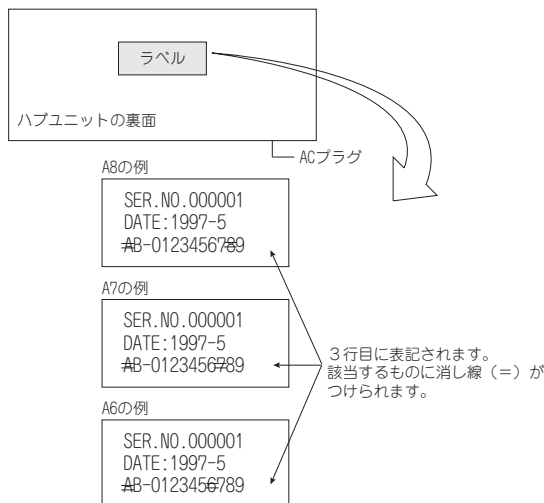 ラベル
ハブユニットの裏面
ACプラグ
A8の例
SER.NO.000001
DATE:1997-5
AB-0123456789
A7の例
SER.NO.000001
DATE:1997-5
AB-0123456789
3行目に表記されます。
該当するものに消し線（=）が
つけられます。
A6の例
SER.NO.000001
DATE:1997-5
AB-0123456789